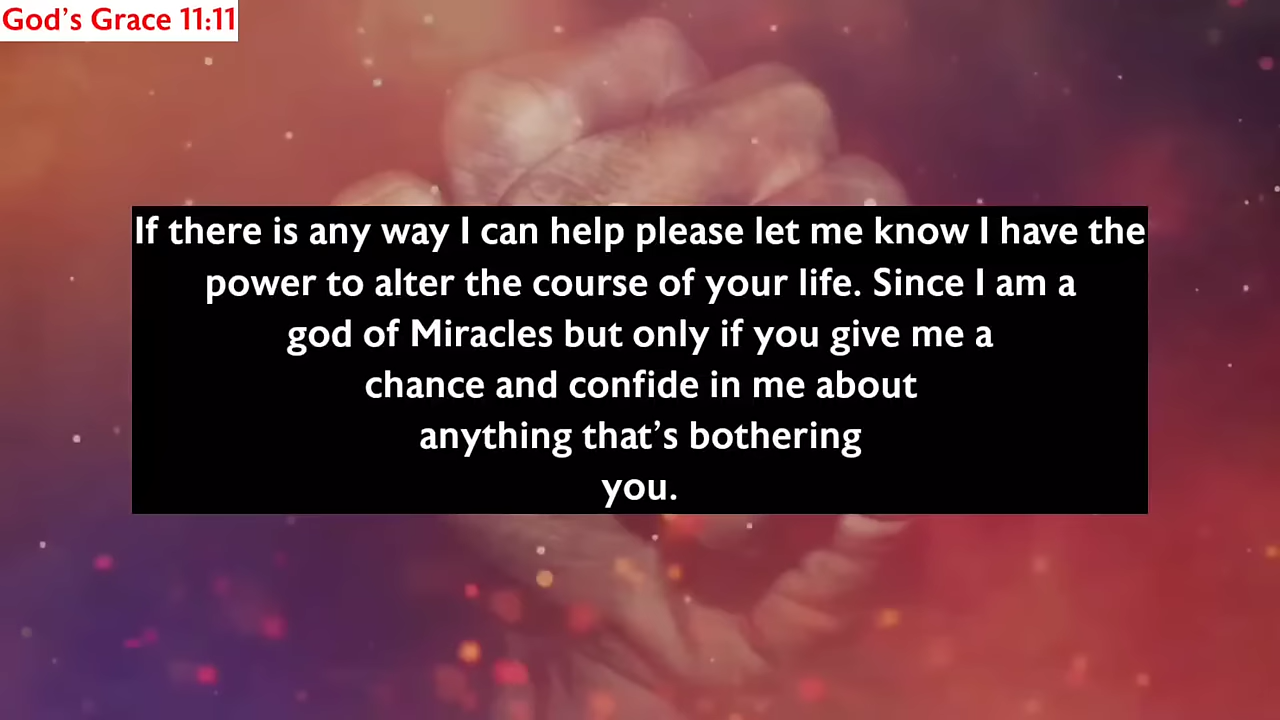 God's Grace 11:11
If there is any way I can help please let me know I have the
power to alter the course of your life. Since I am a
god of Miracles but only if you give me a
chance and confide in me about
anything that's bothering
you.